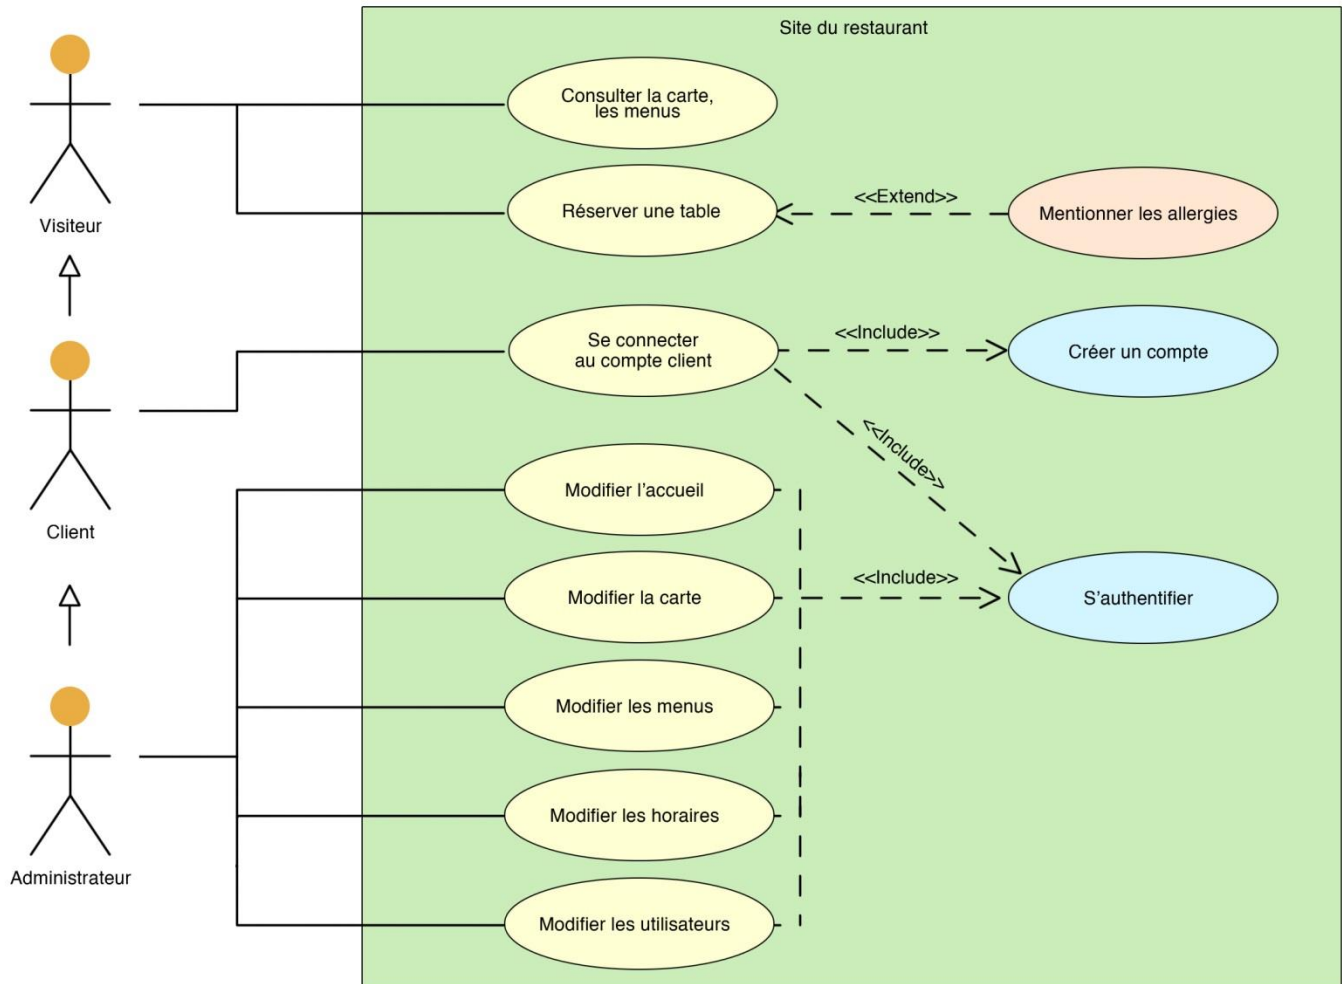 Site du restaurant
Consulter la carte,
les menus
Réserver une table
<<Extend>>
Mentionner les allergies
Visiteur
Se connecter
au compte client
<<Include>>
Créer un compte
<<Include>>
Client
Modifier l'accueil
Modifier la carte
<<Include>>
S'authentifier
Modifier les menus
Modifier les horaires
Administrateur
Modifier les utilisateurs